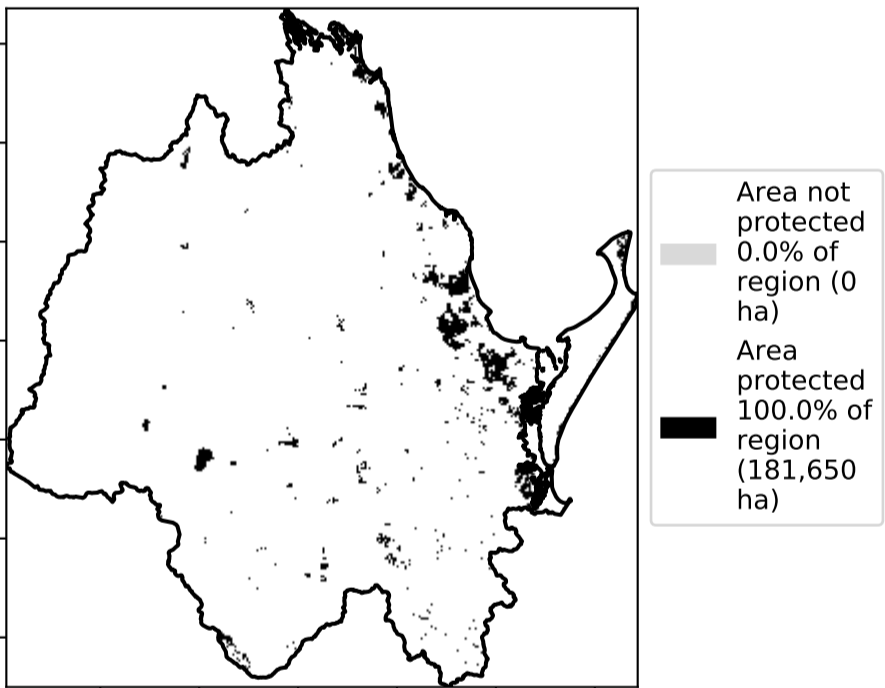 Area not
protected
0.0% of
region (0
ha)
Area
protected
100.0% of
region
(181,650
ha)